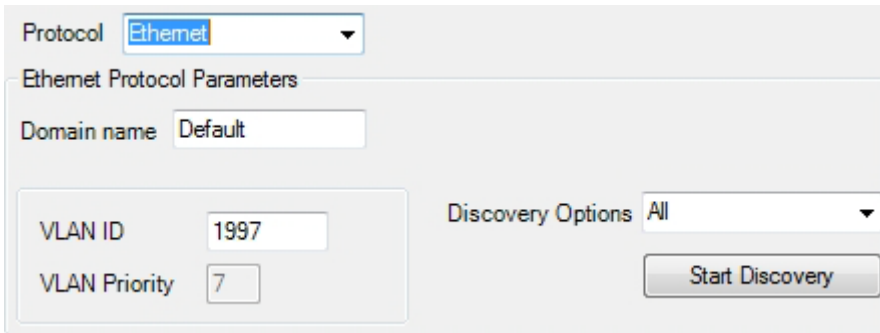 Protocol Ethernet
Ethernet Protocol Parameters
Domain name Default
VLAN ID 1997
VLAN Priority 7
Discovery Options All
Start Discovery